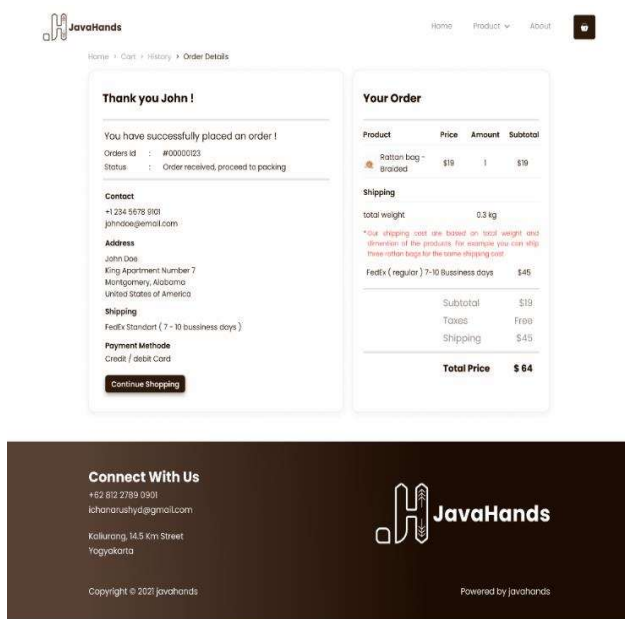 JavaHands
Home Product About
Home > Cart > History > Order Details
Thank you John !
You have successfully placed an order !
Orders Id : #00000123
Status : Order received, proceed to packing
Contact
+1 234 5678 9101
johndoe@email.com
Address
John Doe
King Apartment Number 7
Montgomery, Alabama
United States of America
Shipping
FedEx Standart ( 7 - 10 bussiness days )
Payment Methode
Credit / debit Card
Continue Shopping
Your Order
Product Price Amount Subtotal
Rattan bag -
Braided
$19 1 $19
Shipping
total weight 0.3 kg
*Our shipping cost are based on total weight and
dimention of the products. For example you can ship
three rattan bags for the same shipping cost
FedEx ( regular ) 7-10 Bussiness days $45
Subtotal $19
Taxes Free
Shipping $45
Total Price $ 64
Connect With Us
+62 812 2789 0901
ichanarushyd@gmail.com
Kaliurang, 14.5 Km Street
Yogyakarta
JavaHands
Copyright © 2021 javahands
Powered by javahands